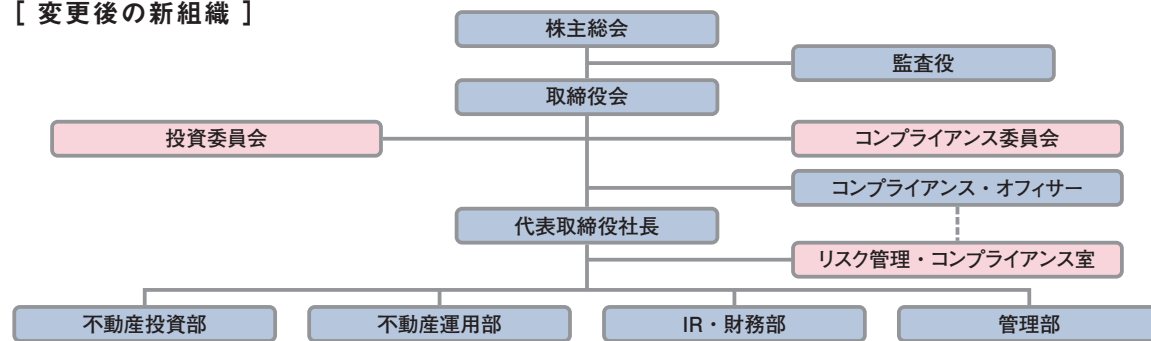 [ 変更後の新組織 ]
株主総会
監査役
取締役会
投資委員会
コンプライアンス委員会
コンプライアンス・オフィサー
代表取締役社長
リスク管理・コンプライアンス室
不動産投資部
不動産運用部
IR・財務部
管理部